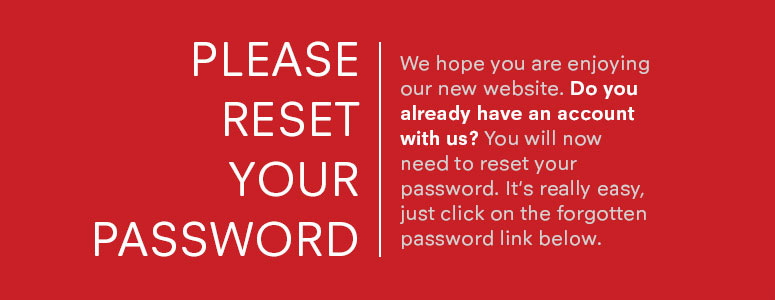 PLEASE
RESET
YOUR
PASSWORD
We hope you are enjoying
our new website. Do you
already have an account
with us? You will now
need to reset your
password. It's really easy,
just click on the forgotten
password link below.